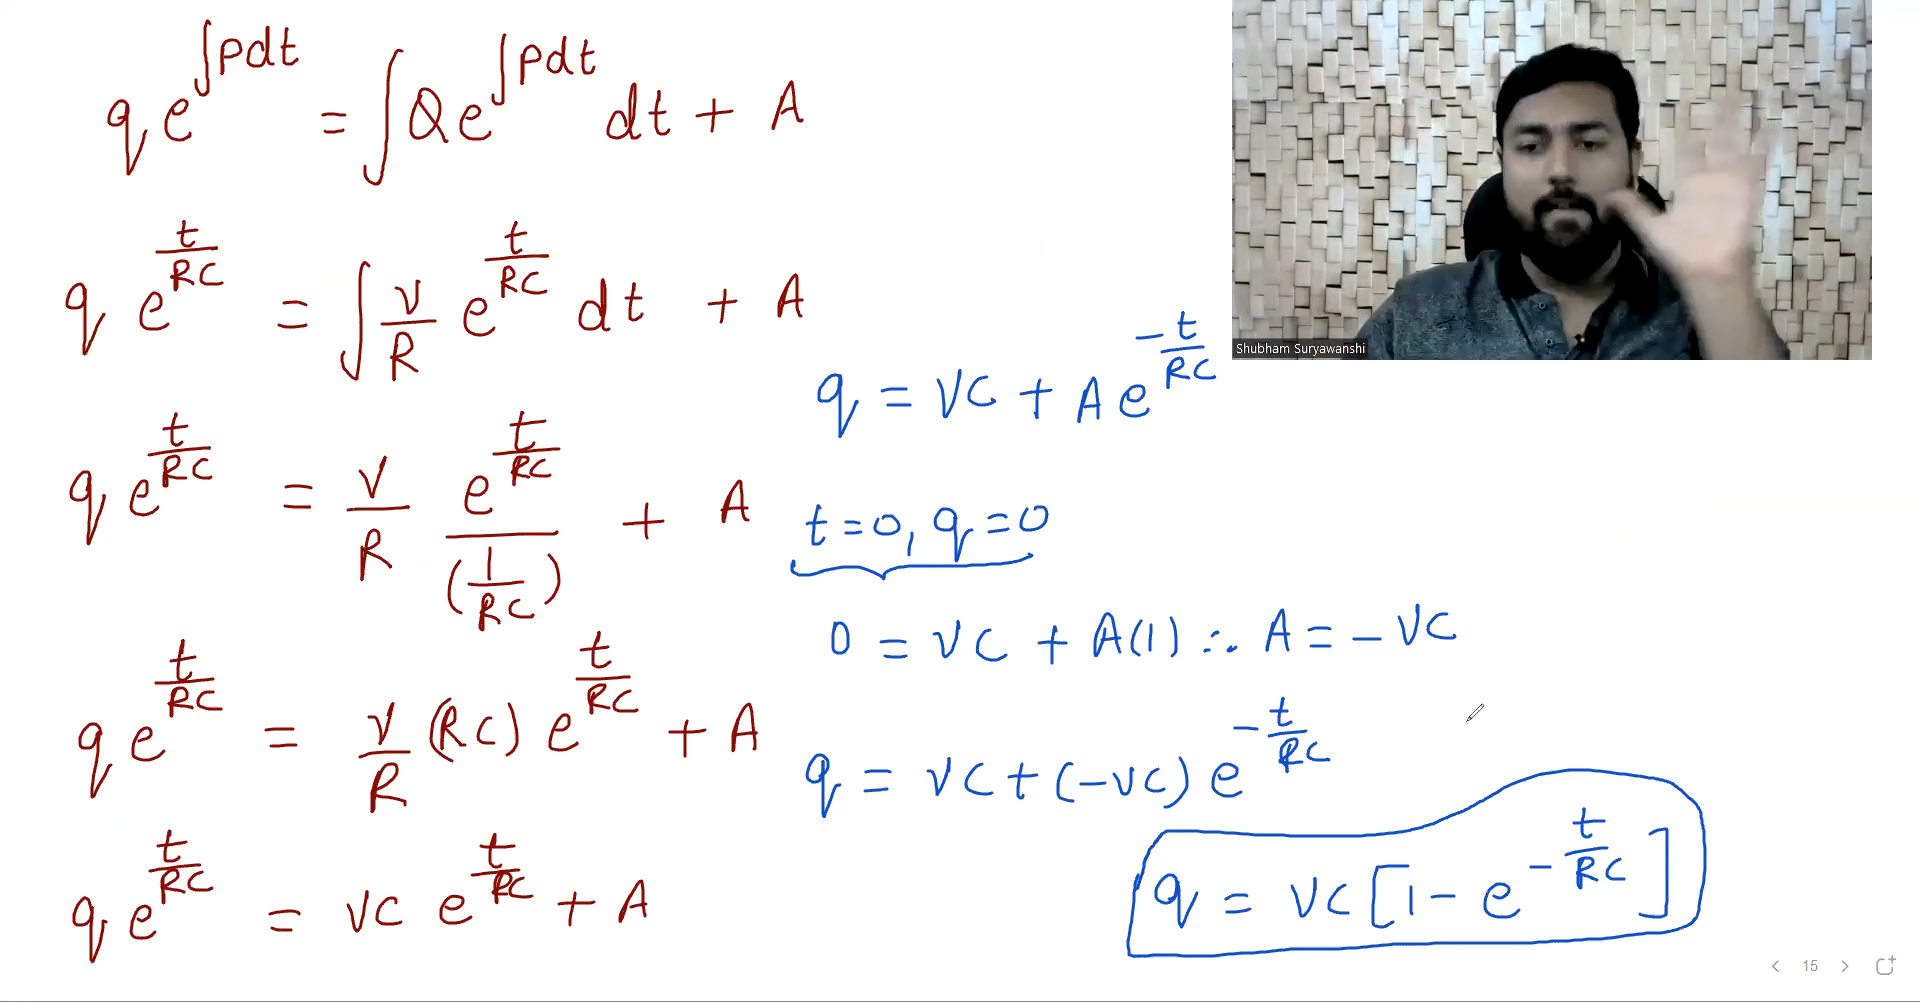 q e^{∫pdt} = ∫Q e^{∫pdt} dt + A
q e^{t/RC} = ∫ V/R e^{t/RC} dt + A
q e^{t/RC} = V/R e^{t/RC}/(1/RC) + A
q e^{t/RC} = V/R (RC) e^{t/RC} + A
q e^{t/RC} = VC e^{t/RC} + A
Shubham Suryawanshi
q = VC + A e^{-t/RC}
t=0, q=0
0 = VC + A(1) ∴ A = -VC
q = VC + (-VC) e^{-t/RC}
q = VC[1 - e^{-t/RC}]
< 15 >